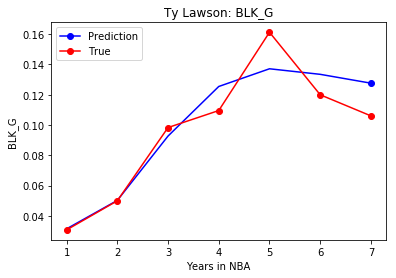 Ty Lawson: BLK_G
Prediction
True
BLK_G
0.16
0.14
0.12
0.10
0.08
0.06
0.04
1 2 3 4 5 6 7
Years in NBA